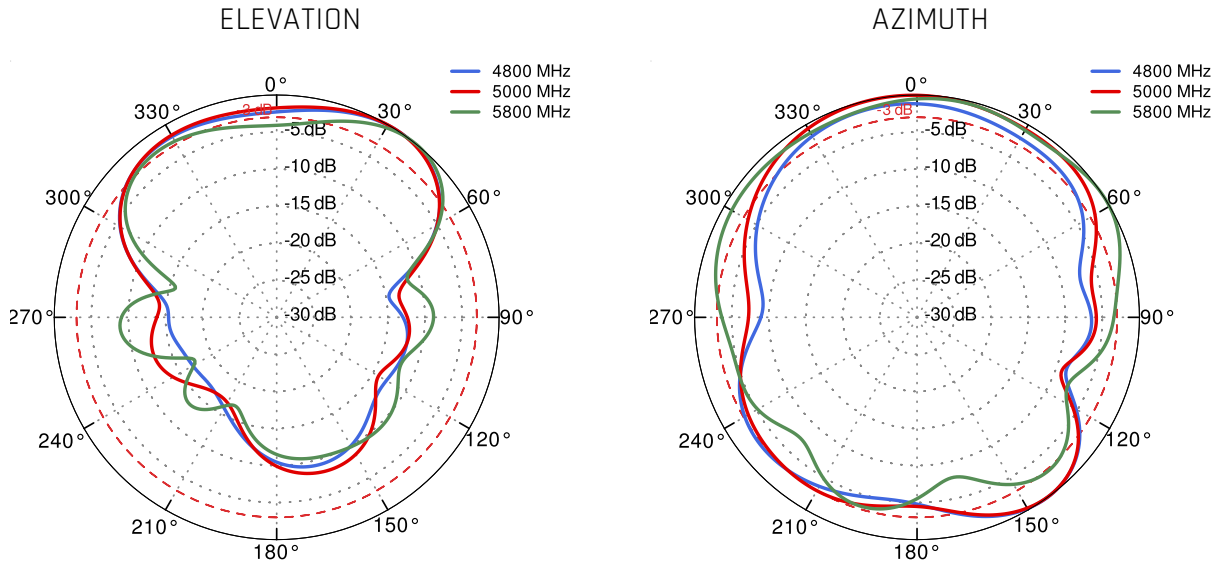 ELEVATION
4800 MHz
5000 MHz
5800 MHz
0°
330°
30°
-3 dB
-5 dB
-10 dB
300°
60°
-15 dB
-20 dB
-25 dB
270°
-30 dB
90°
240°
120°
210°
150°
180°
AZIMUTH
4800 MHz
5000 MHz
5800 MHz
0°
330°
30°
-3 dB
-5 dB
-10 dB
300°
60°
-15 dB
-20 dB
-25 dB
270°
-30 dB
90°
240°
120°
210°
150°
180°